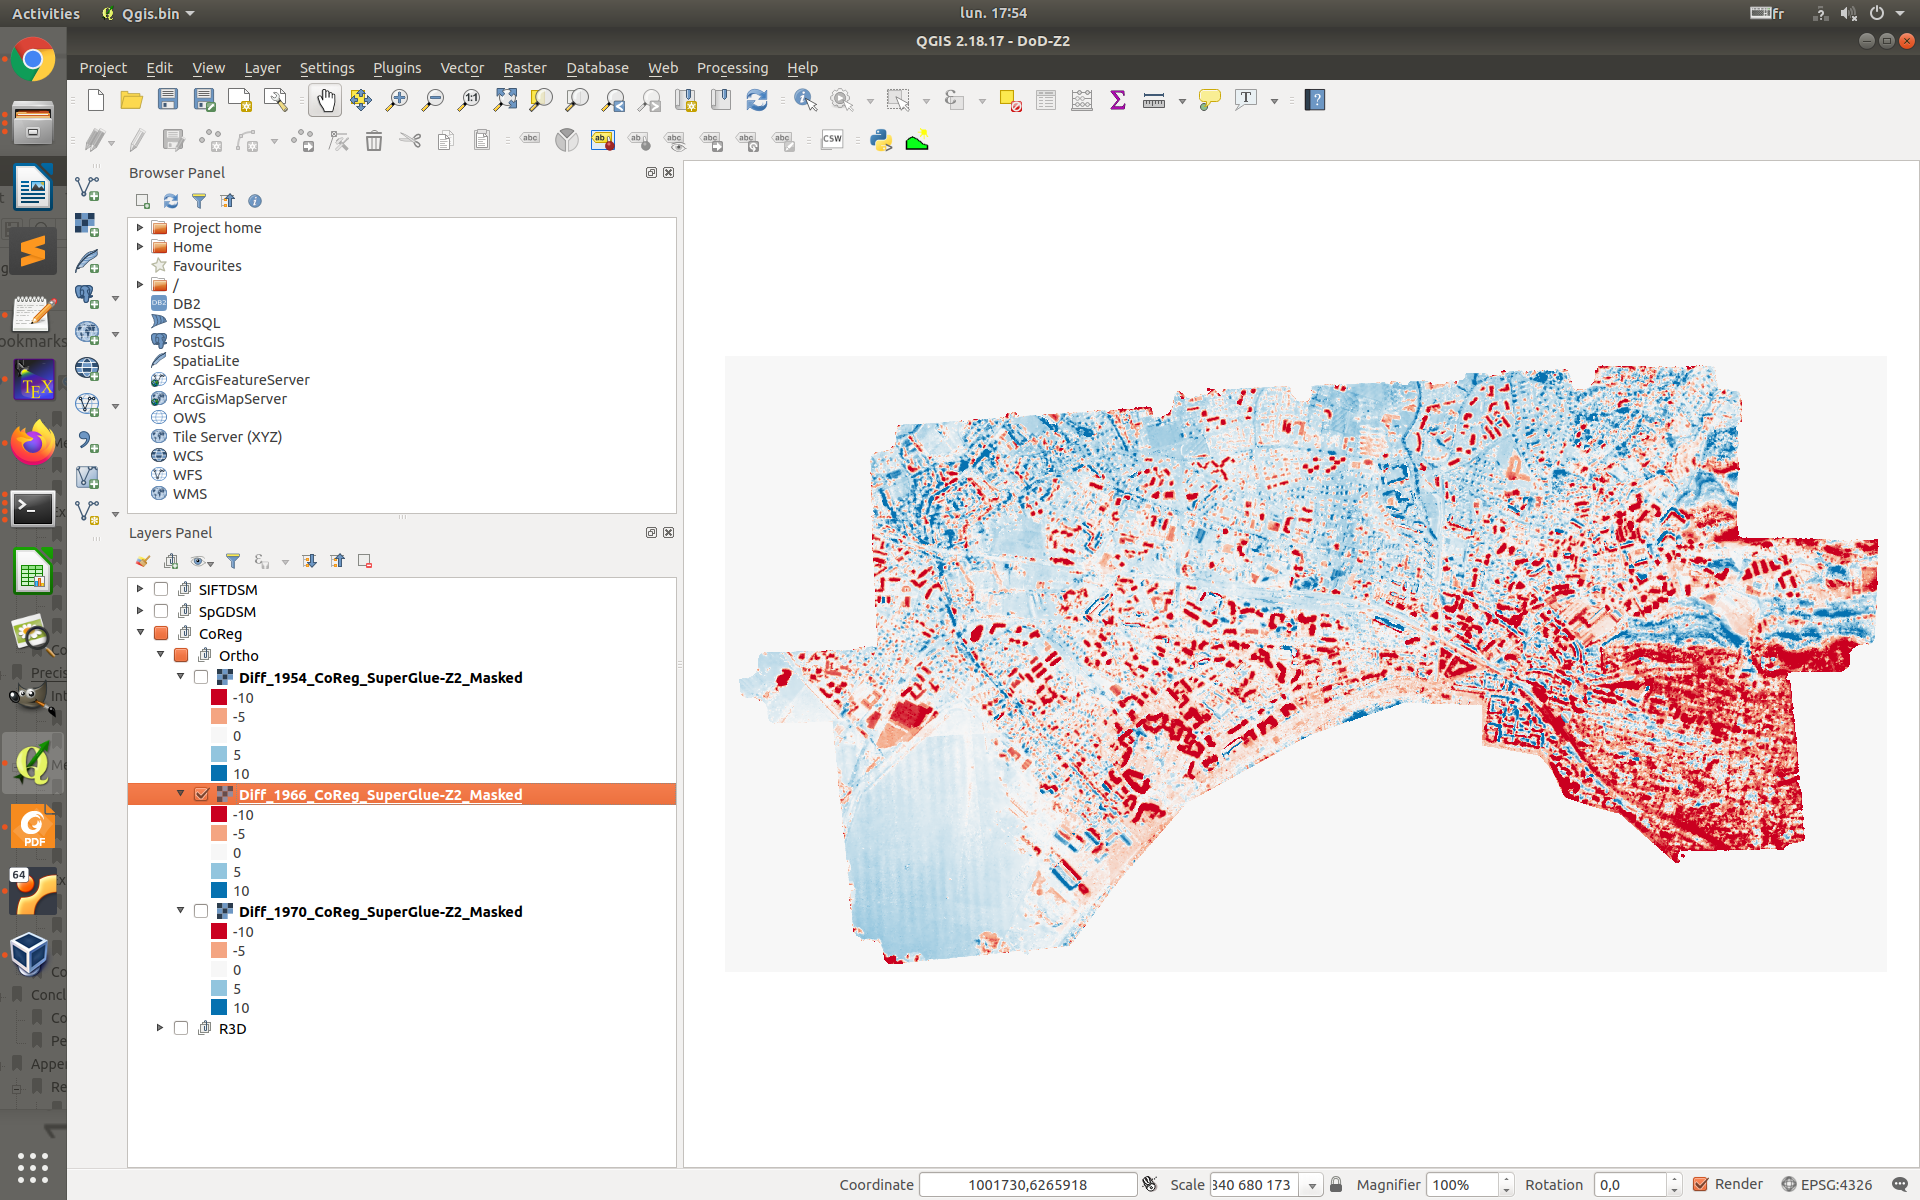 Activities Qgis.bin lun. 17:54 fr
QGIS 2.18.17 - DoD-Z2
Project Edit View Layer Settings Plugins Vector Raster Database Web Processing Help
Browser Panel
Project home
Home
Favourites
/
DB2
MSSQL
PostGIS
SpatiaLite
ArcGisFeatureServer
ArcGisMapServer
OWS
Tile Server (XYZ)
WCS
WFS
WMS
Layers Panel
SIFTDSM
SpGDSM
CoReg
Ortho
Diff_1954_CoReg_SuperGlue-Z2_Masked
-10
-5
0
5
10
Diff_1966_CoReg_SuperGlue-Z2_Masked
-10
-5
0
5
10
Diff_1970_CoReg_SuperGlue-Z2_Masked
-10
-5
0
5
10
R3D
Coordinate 1001730,6265918 Scale 340 680 173 Magnifier 100% Rotation 0,0 Render EPSG:4326